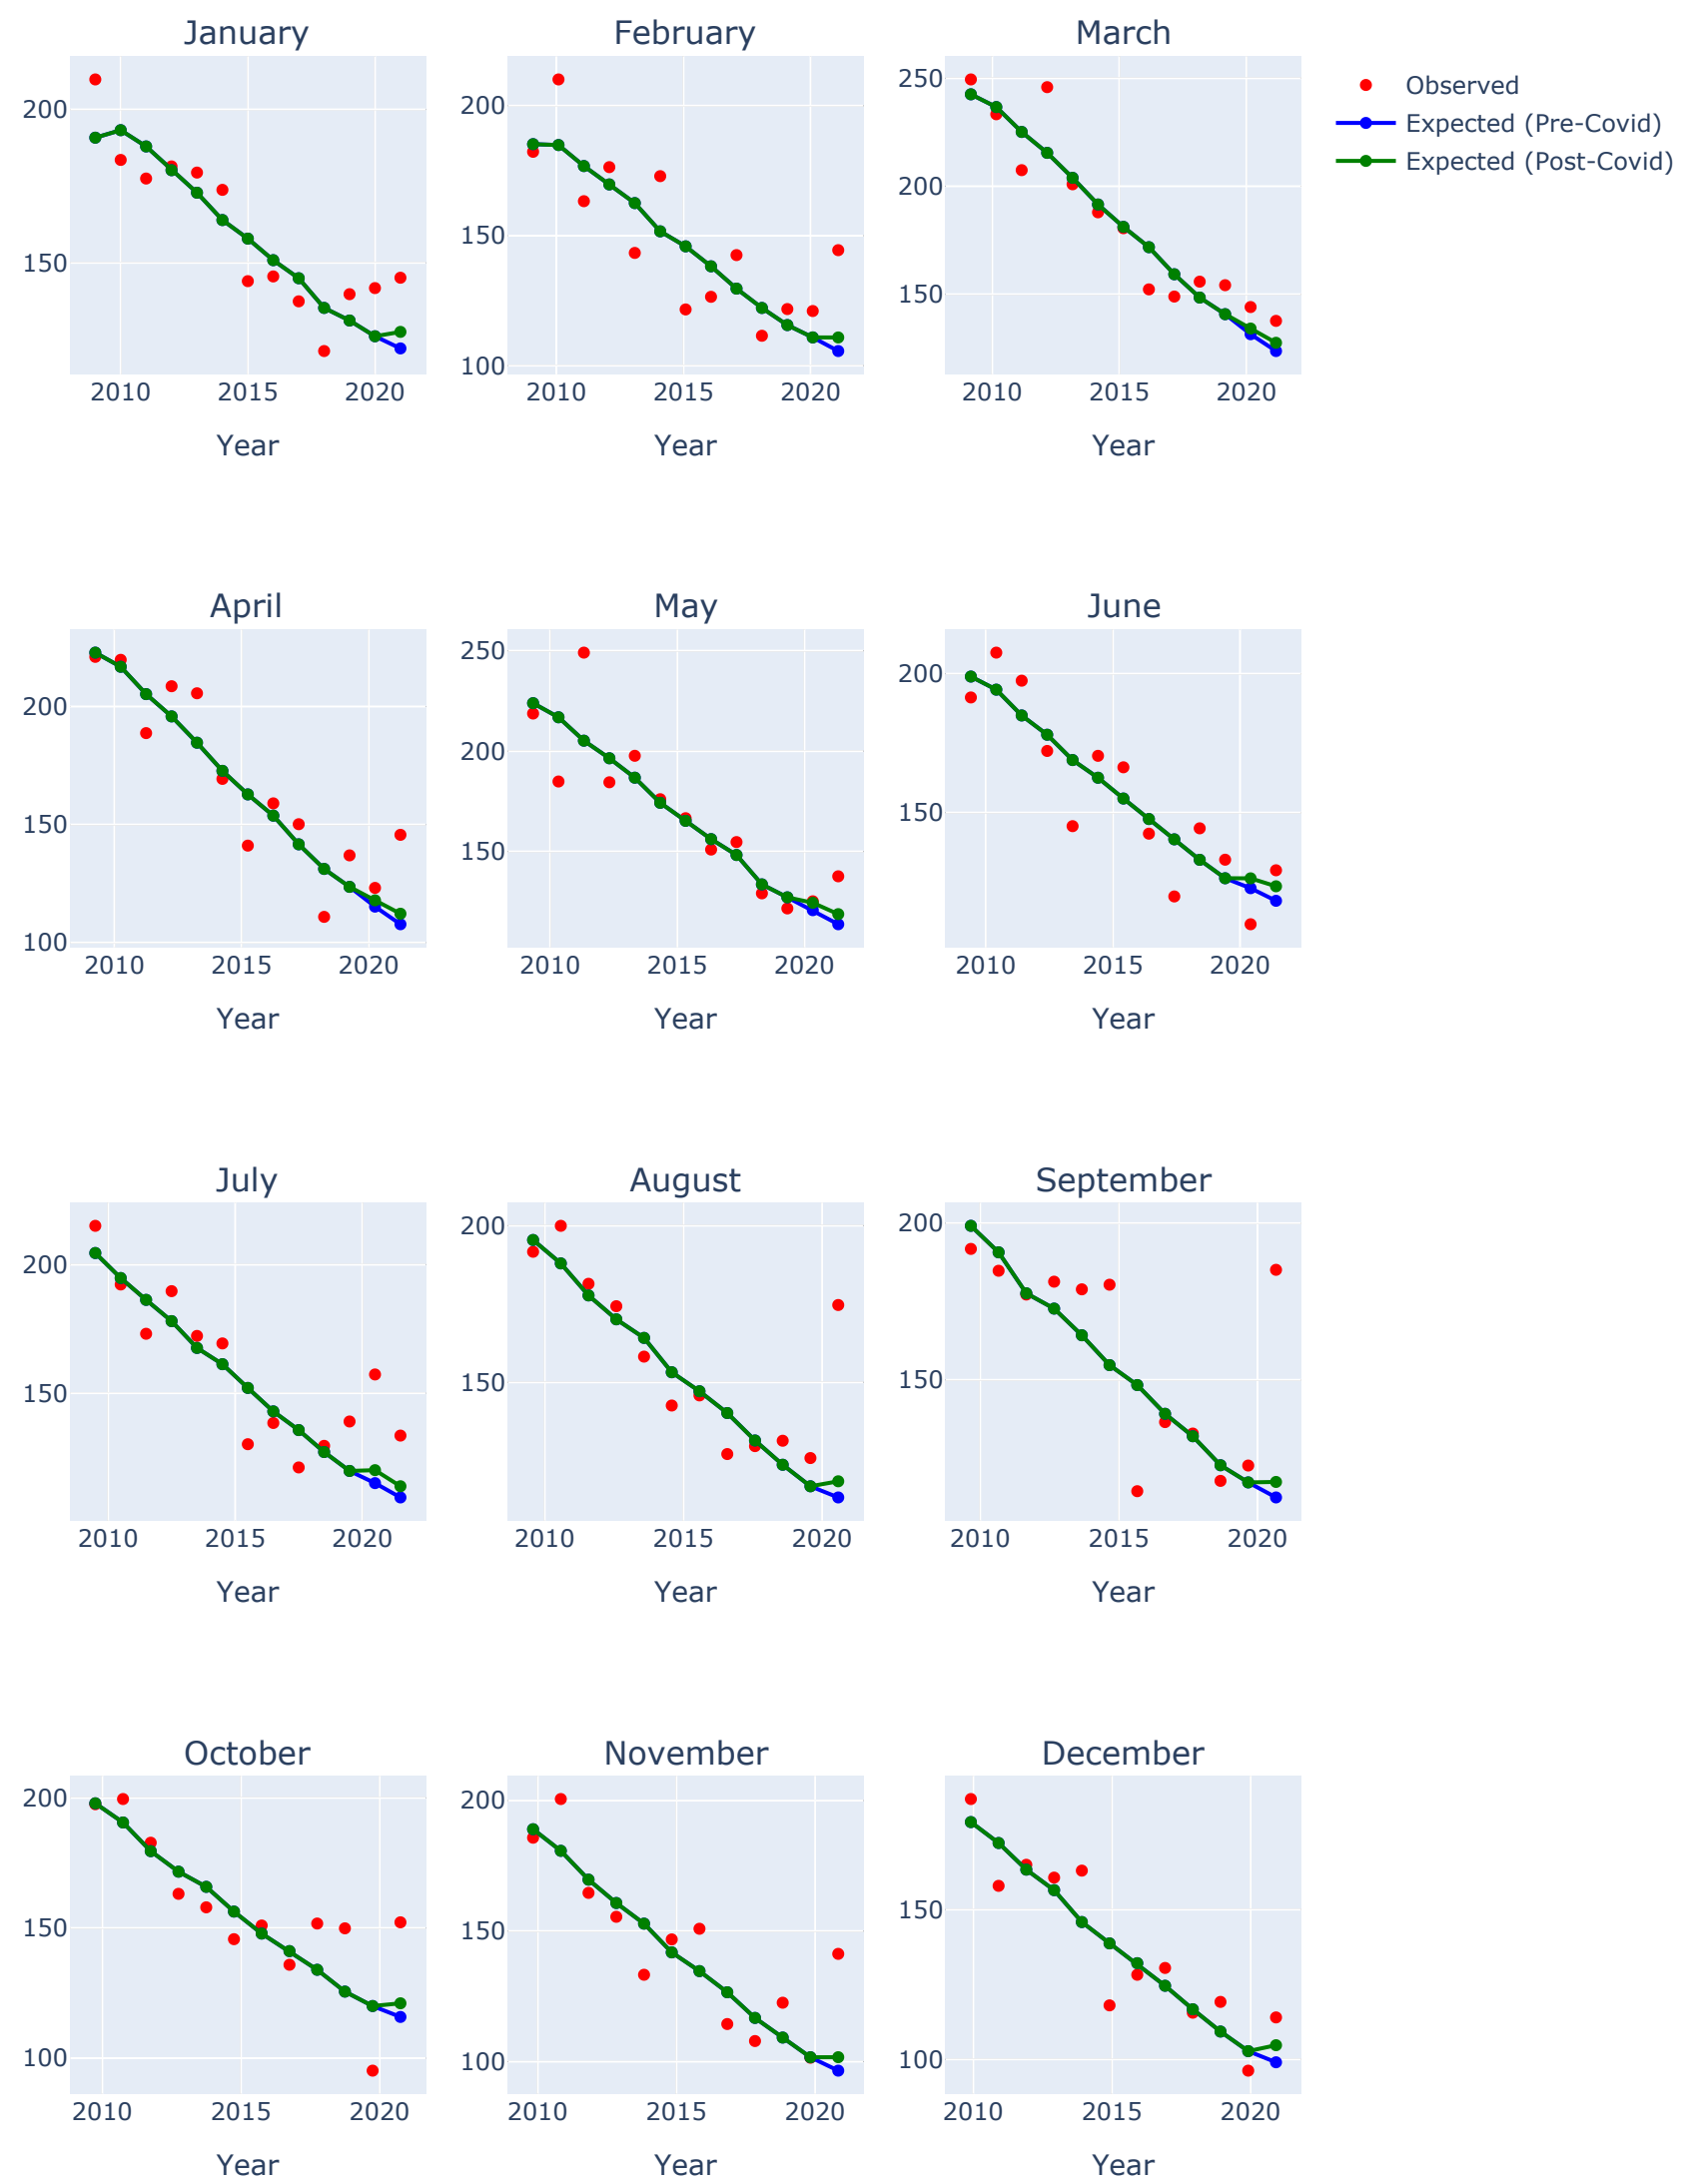 January February March
200
150
2010 2015 2020
Year
200
150
100
2010 2015 2020
Year
250
200
150
2010 2015 2020
Year
Observed
Expected (Pre-Covid)
Expected (Post-Covid)
April May June
200
150
100
2010 2015 2020
Year
250
200
150
2010 2015 2020
Year
200
150
2010 2015 2020
Year
July August September
200
150
2010 2015 2020
Year
200
150
2010 2015 2020
Year
200
150
2010 2015 2020
Year
October November December
200
150
100
2010 2015 2020
Year
200
150
100
2010 2015 2020
Year
150
100
2010 2015 2020
Year